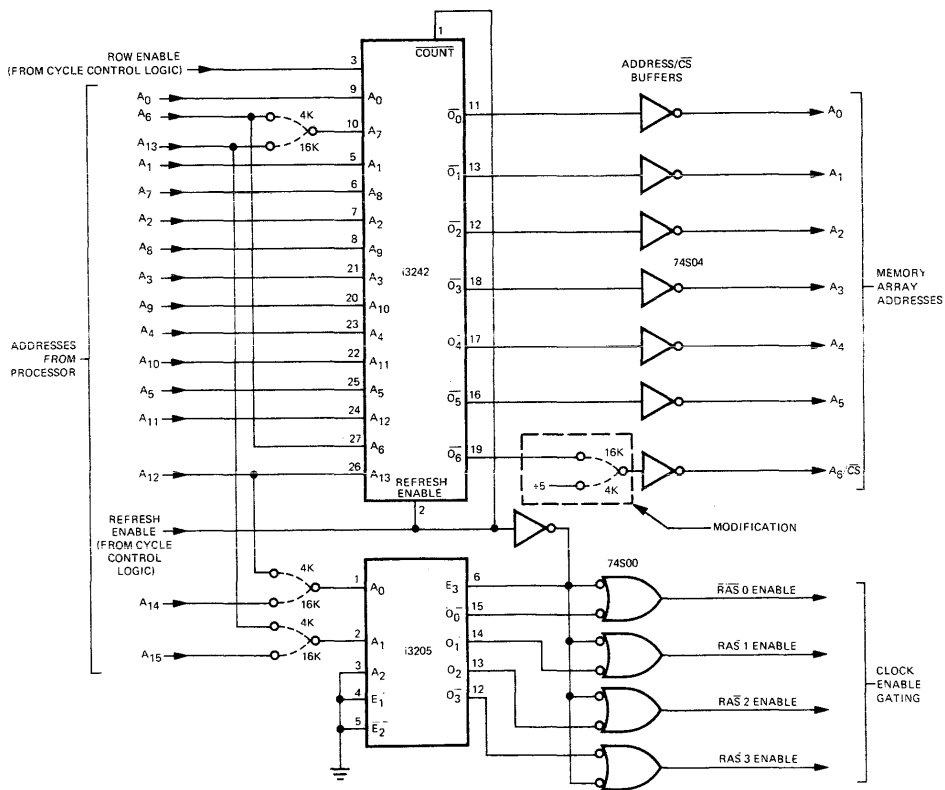 1
COUNT
ROW ENABLE
(FROM CYCLE CONTROL LOGIC)
3
ADDRESS/CS
BUFFERS
A0
9
A0
O0
11
A0
A6
4K
10
A7
A13
16K
A1
5
A1
O1
13
A1
A7
6
A8
A2
7
A2
O2
12
A2
A8
8
A9
74S04
A3
21
A3
i3242
O3
18
A3
MEMORY
ARRAY
ADDRESSES
A9
20
A10
A4
23
A4
O4
17
A4
ADDRESSES
FROM
PROCESSOR
A10
22
A11
A5
25
A5
O5
16
A5
A11
24
A12
27
A6
O6
19
16K
A12
26
A13
+5
4K
A6 CS
REFRESH
ENABLE
2
MODIFICATION
REFRESH
ENABLE
(FROM CYCLE
CONTROL
LOGIC)
4K
1
A0
E3
6
74S00
RAS 0 ENABLE
A14
16K
O0
15
4K
2
A1
i3205
O1
14
RAS 1 ENABLE
A15
16K
3
A2
O2
13
CLOCK
ENABLE
GATING
4
E1
O3
12
RAS 2 ENABLE
5
E2
RAS 3 ENABLE